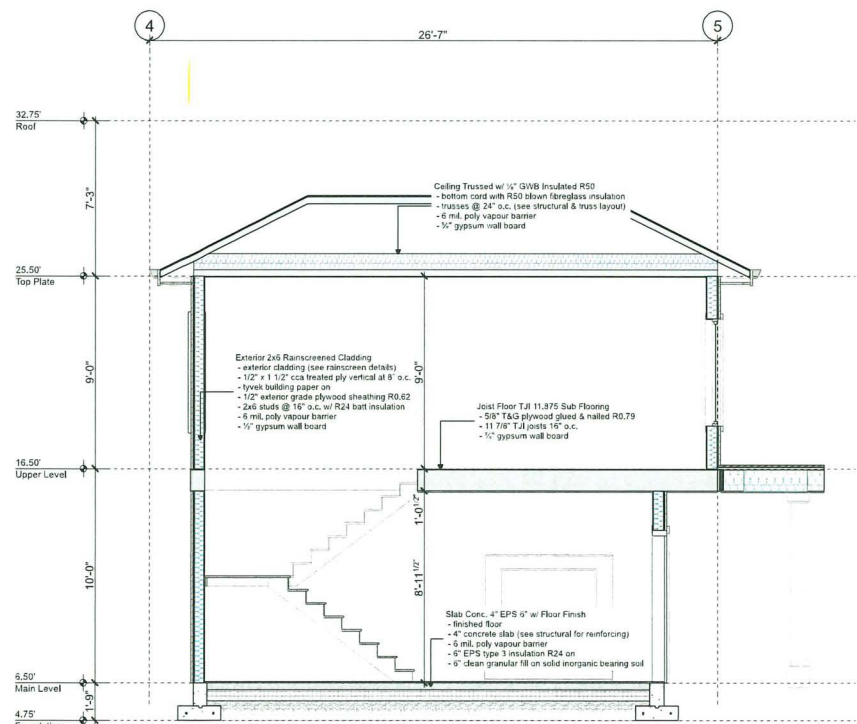 4
5
26'-7"
32.75'
Roof
7'-3"
Ceiling Trussed w/ ½" GWB Insulated R50
- bottom cord with R50 blown fibreglass insulation
- trusses @ 24" o.c. (see structural & truss layout)
- 6 mil. poly vapour barrier
- ½" gypsum wall board
25.50'
Top Plate
9'-0"
9'-0"
Exterior 2x6 Rainscreened Cladding
- exterior cladding (see rainscreen details)
- 1/2" x 1 1/2" cca treated ply vertical at 8" o.c.
- tyvek building paper on
- 1/2" exterior grade plywood sheathing R0.62
- 2x6 studs @ 16" o.c. w/ R24 batt insulation
- 6 mil. poly vapour barrier
- ½" gypsum wall board
Joist Floor TJI 11.875 Sub Flooring
- 5/8" T&G plywood glued & nailed R0.79
- 11 7/8" TJI joists 16" o.c.
- ½" gypsum wall board
16.50'
Upper Level
1'-0 1/2"
10'-0"
8'-11 1/2"
Slab Conc. 4" EPS 6" w/ Floor Finish
- finished floor
- 4" concrete slab (see structural for reinforcing)
- 6 mil. poly vapour barrier
- 6" EPS type 3 insulation R24 on
- 6" clean granular fill on solid inorganic bearing soil
6.50'
Main Level
1'-9"
4.75'